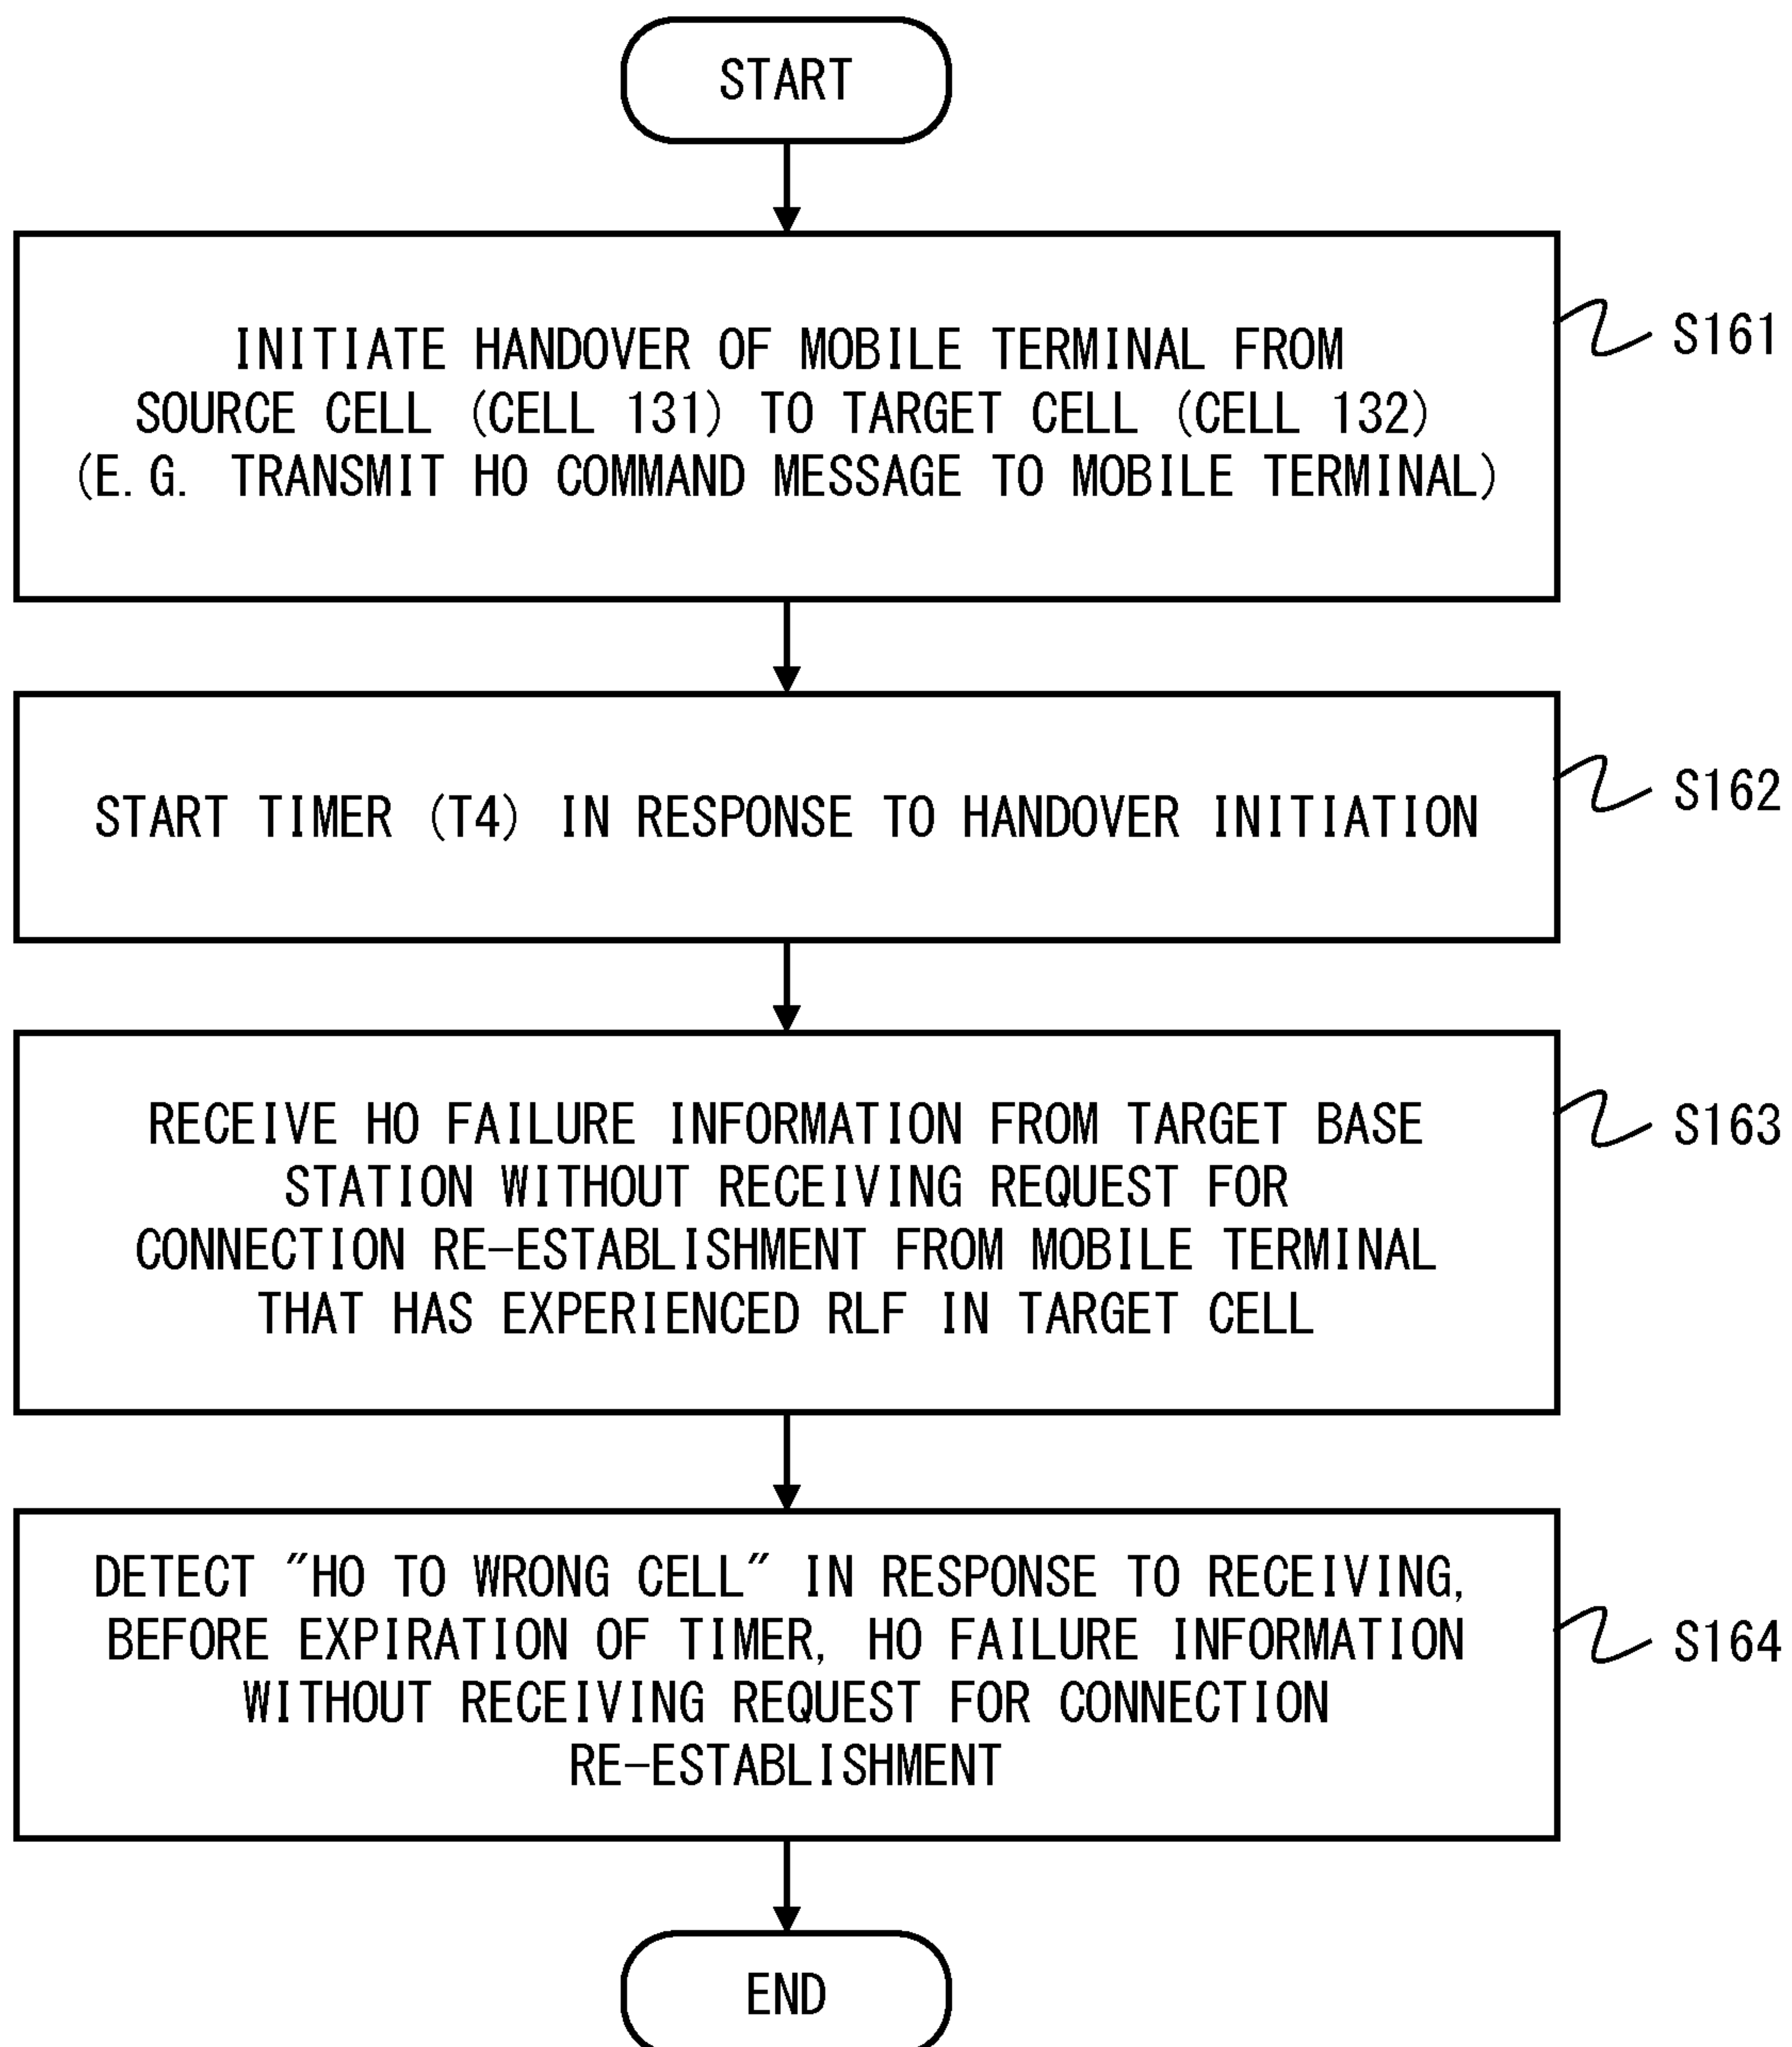 START
INITIATE HANDOVER OF MOBILE TERMINAL FROM
SOURCE CELL (CELL 131) TO TARGET CELL (CELL 132)
(E.G. TRANSMIT HO COMMAND MESSAGE TO MOBILE TERMINAL)
S161
START TIMER (T4) IN RESPONSE TO HANDOVER INITIATION
S162
RECEIVE HO FAILURE INFORMATION FROM TARGET BASE
STATION WITHOUT RECEIVING REQUEST FOR
CONNECTION RE-ESTABLISHMENT FROM MOBILE TERMINAL
THAT HAS EXPERIENCED RLF IN TARGET CELL
S163
DETECT "HO TO WRONG CELL" IN RESPONSE TO RECEIVING,
BEFORE EXPIRATION OF TIMER, HO FAILURE INFORMATION
WITHOUT RECEIVING REQUEST FOR CONNECTION
RE-ESTABLISHMENT
S164
END